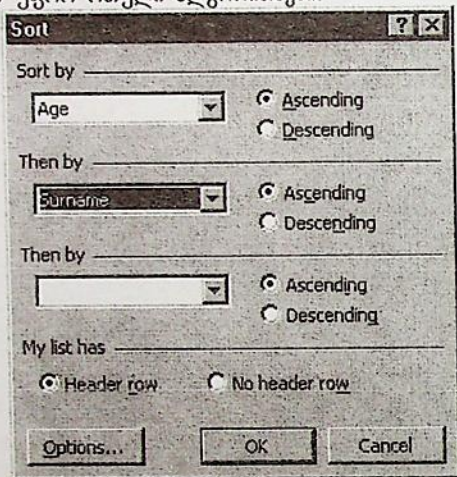 Sort
Sort by
Age
Ascending
Descending
Then by
Surname
Ascending
Descending
Then by
Ascending
Descending
My list has
Header row
No header row
Options...
OK
Cancel